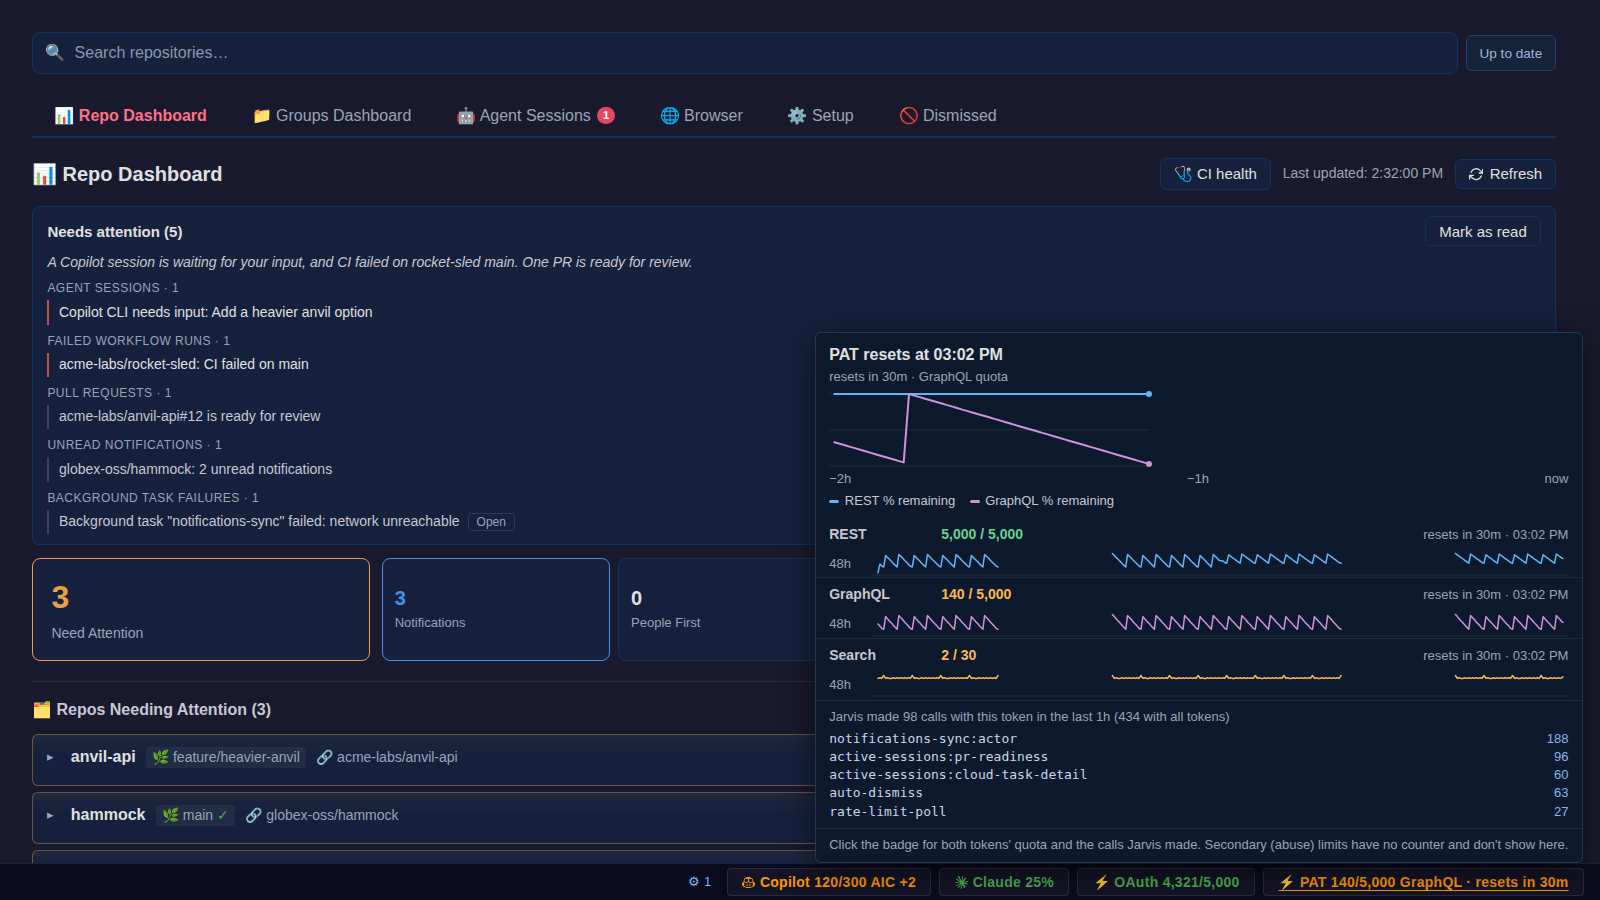 Search repositories…
Up to date
Repo Dashboard
Groups Dashboard
Agent Sessions 1
Browser
Setup
Dismissed
Repo Dashboard
CI health
Last updated: 2:32:00 PM
Refresh
Needs attention (5)
Mark as read
A Copilot session is waiting for your input, and CI failed on rocket-sled main. One PR is ready for review.
AGENT SESSIONS · 1
Copilot CLI needs input: Add a heavier anvil option
FAILED WORKFLOW RUNS · 1
acme-labs/rocket-sled: CI failed on main
PULL REQUESTS · 1
acme-labs/anvil-api#12 is ready for review
UNREAD NOTIFICATIONS · 1
globex-oss/hammock: 2 unread notifications
BACKGROUND TASK FAILURES · 1
Background task "notifications-sync" failed: network unreachable Open
3
Need Attention
3
Notifications
0
People First
Repos Needing Attention (3)
anvil-api feature/heavier-anvil acme-labs/anvil-api
hammock main ✓ globex-oss/hammock
PAT resets at 03:02 PM
resets in 30m · GraphQL quota
−2h −1h now
REST % remaining GraphQL % remaining
REST 5,000 / 5,000 resets in 30m · 03:02 PM
48h
GraphQL 140 / 5,000 resets in 30m · 03:02 PM
48h
Search 2 / 30 resets in 30m · 03:02 PM
48h
Jarvis made 98 calls with this token in the last 1h (434 with all tokens)
notifications-sync:actor 188
active-sessions:pr-readiness 96
active-sessions:cloud-task-detail 60
auto-dismiss 63
rate-limit-poll 27
Click the badge for both tokens' quota and the calls Jarvis made. Secondary (abuse) limits have no counter and don't show here.
1
Copilot 120/300 AIC +2
Claude 25%
OAuth 4,321/5,000
PAT 140/5,000 GraphQL · resets in 30m